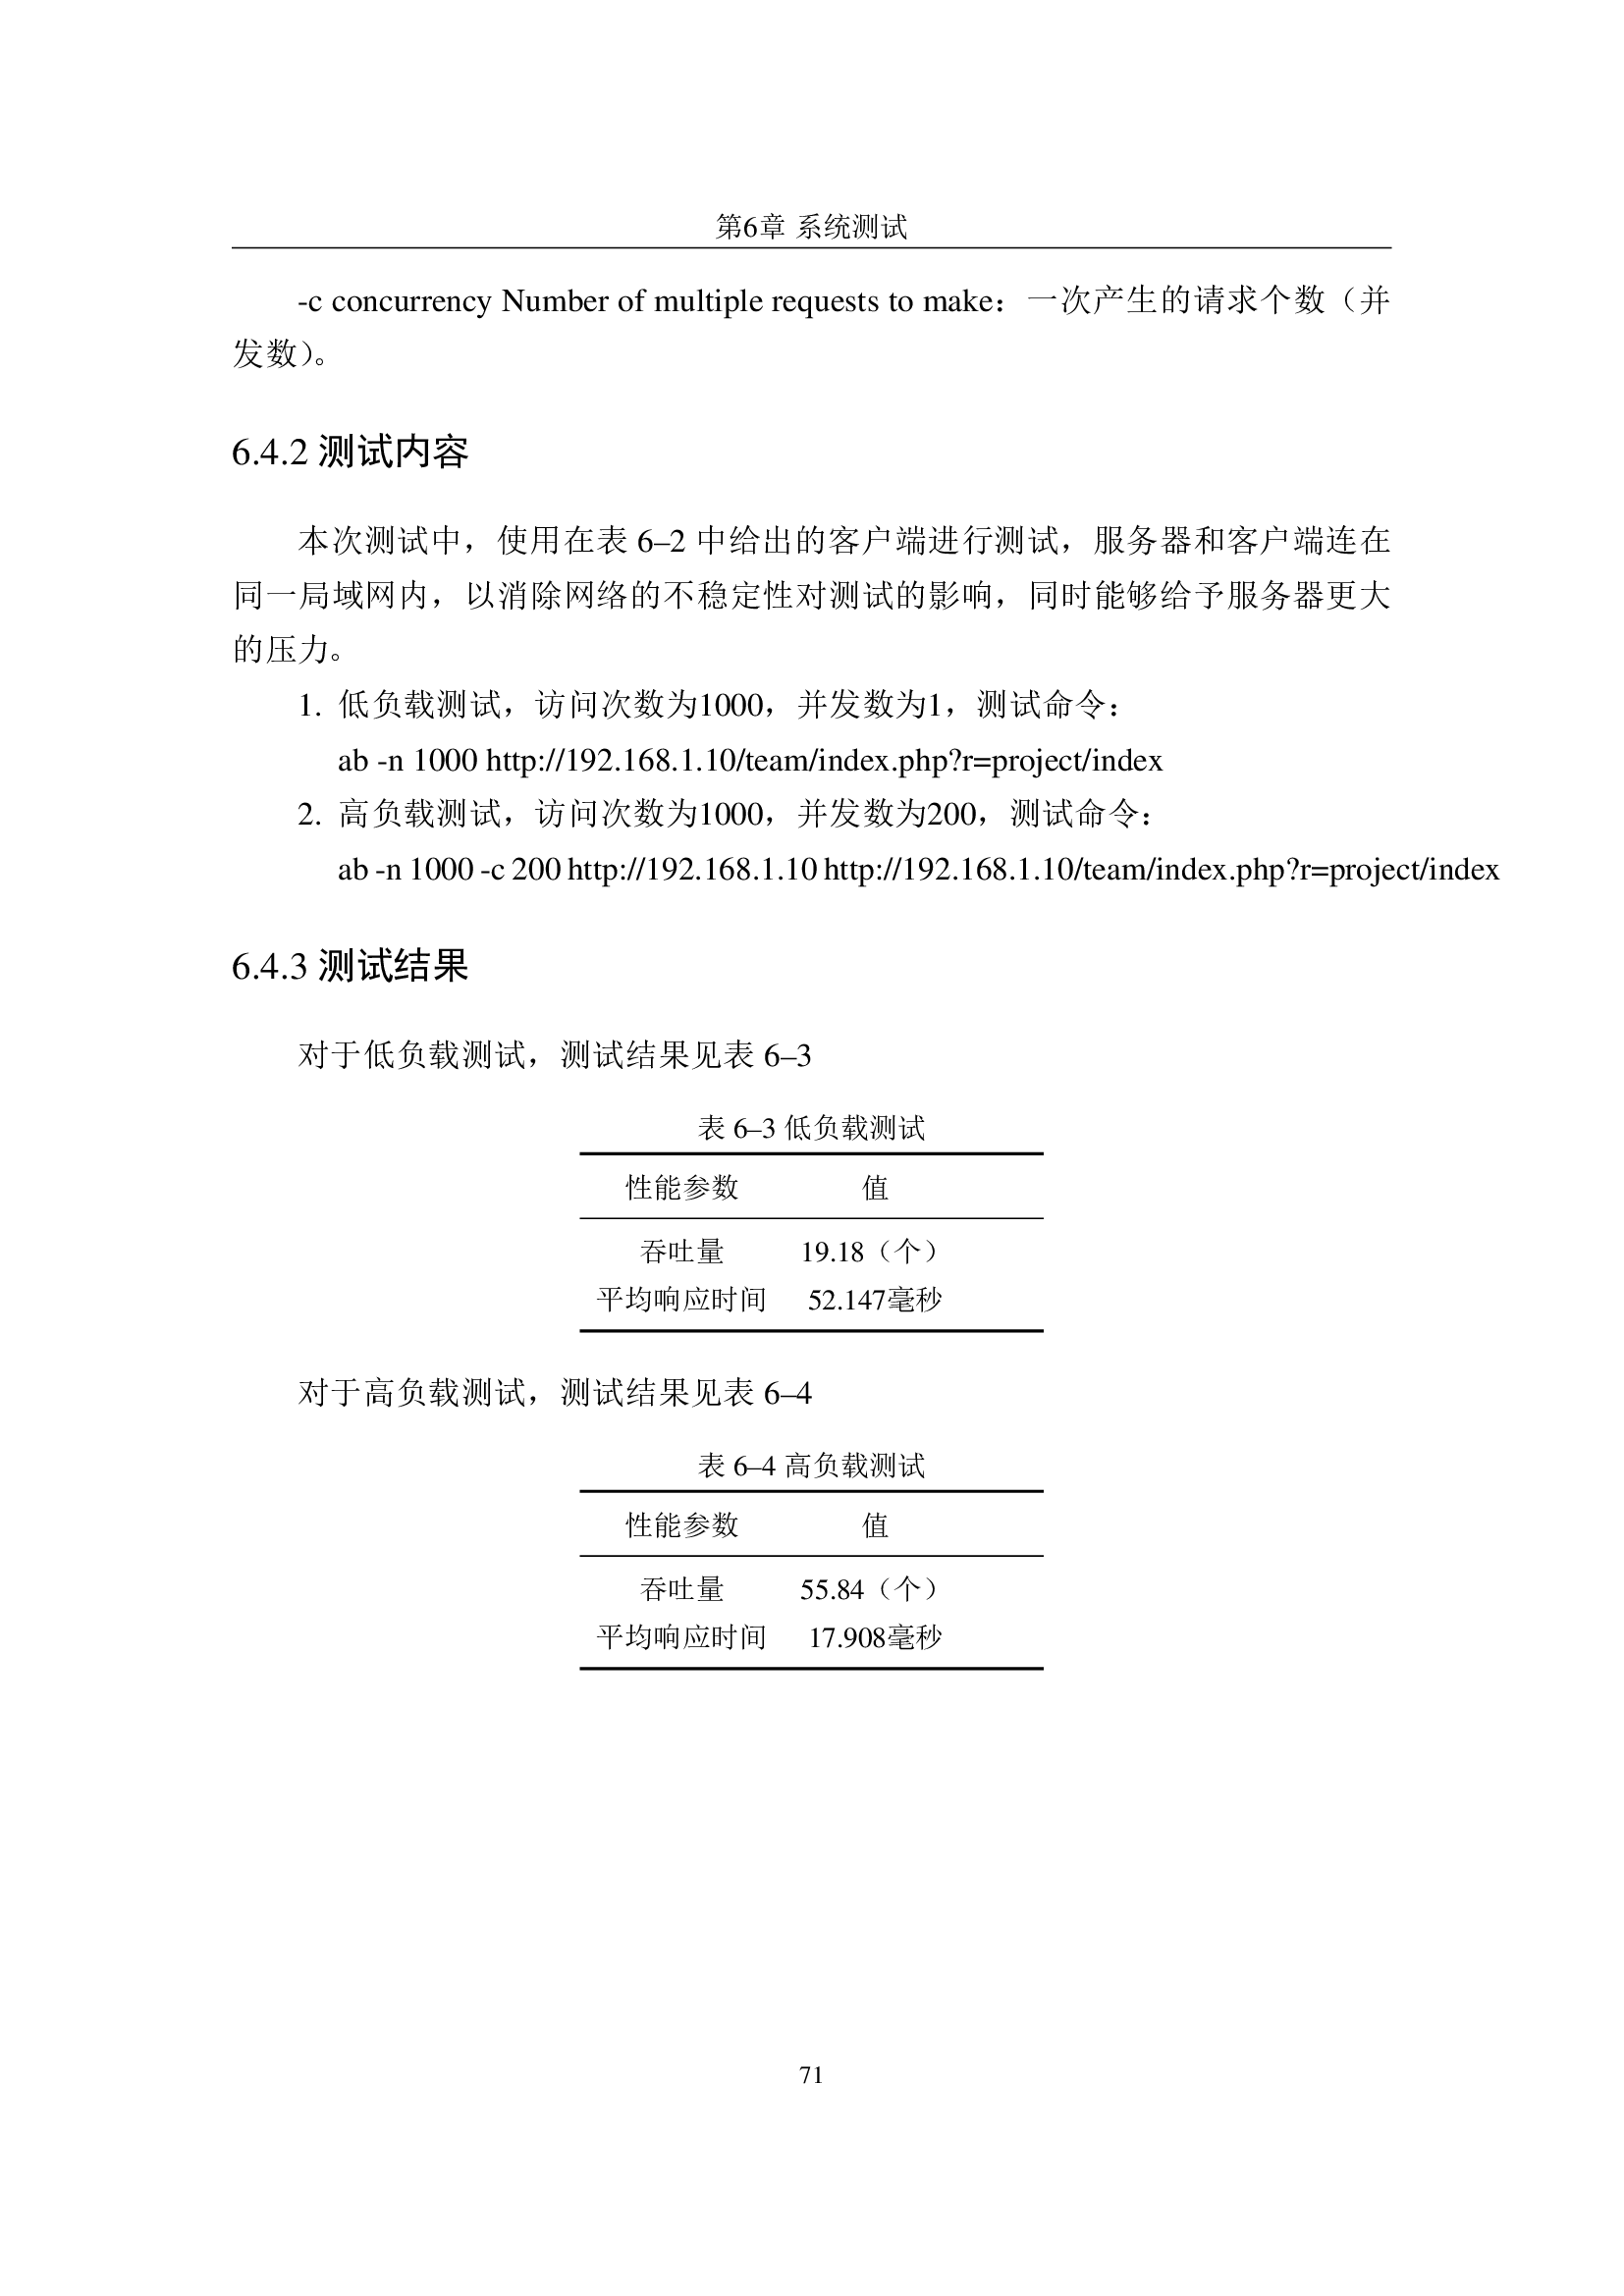 第6章 系统测试
-c concurrency Number of multiple requests to make：一次产生的请求个数（并
发数）。
6.4.2 测试内容
本次测试中，使用在表 6–2 中给出的客户端进行测试，服务器和客户端连在
同一局域网内，以消除网络的不稳定性对测试的影响，同时能够给予服务器更大
的压力。
1. 低负载测试，访问次数为1000，并发数为1，测试命令：
ab -n 1000 http://192.168.1.10/team/index.php?r=project/index
2. 高负载测试，访问次数为1000，并发数为200，测试命令：
ab -n 1000 -c 200 http://192.168.1.10 http://192.168.1.10/team/index.php?r=project/index
6.4.3 测试结果
对于低负载测试，测试结果见表 6–3
表 6–3 低负载测试
性能参数 值
吞吐量 19.18（个）
平均响应时间 52.147毫秒
对于高负载测试，测试结果见表 6–4
表 6–4 高负载测试
性能参数 值
吞吐量 55.84（个）
平均响应时间 17.908毫秒
71